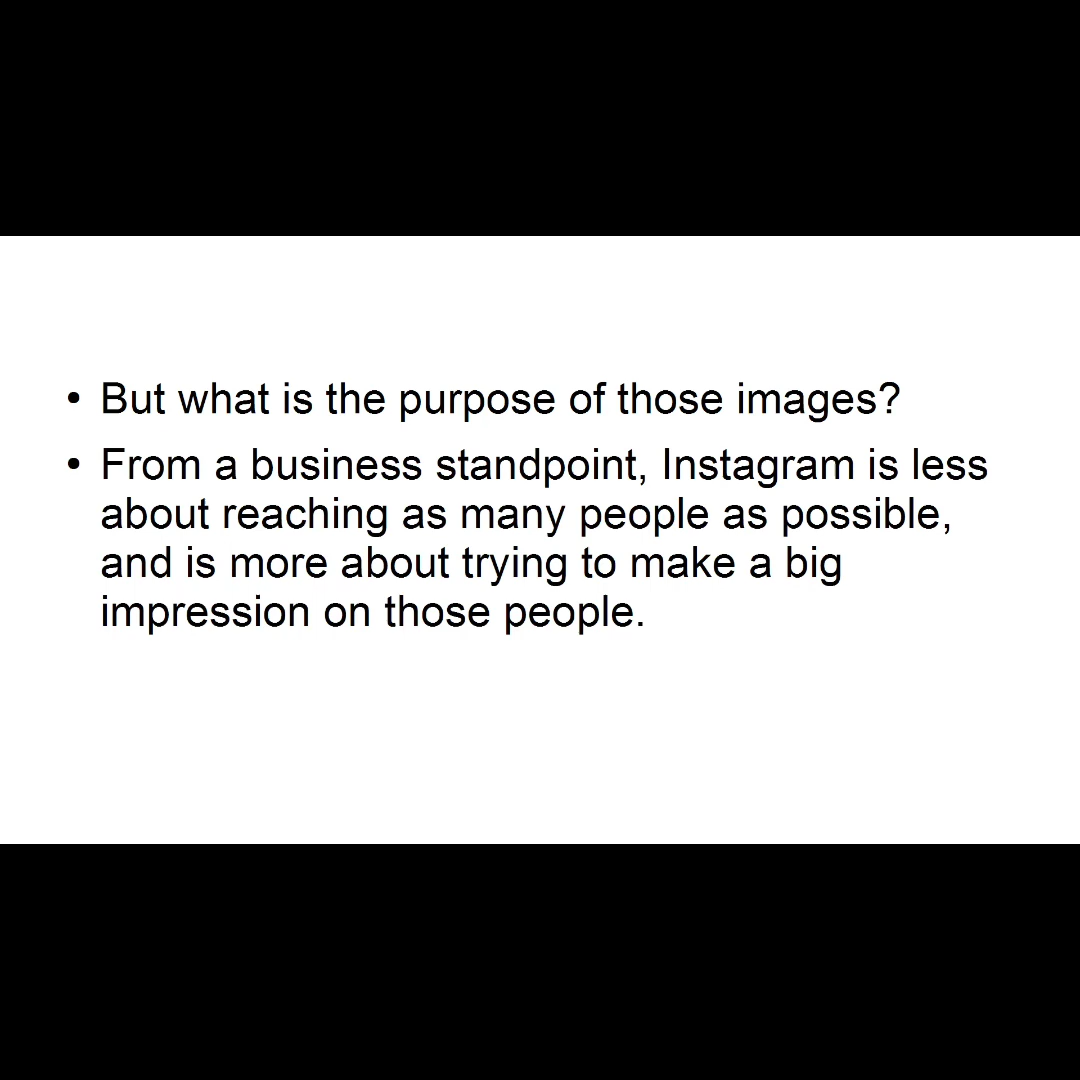 • But what is the purpose of those images?
• From a business standpoint, Instagram is less
about reaching as many people as possible,
and is more about trying to make a big
impression on those people.